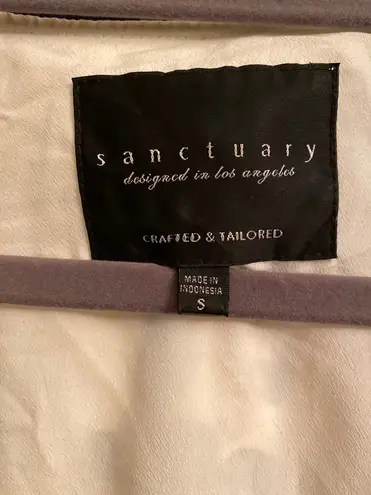 sanctuary
designed in los angeles
CRAFTED & TAILORED
MADE IN
INDONESIA
S